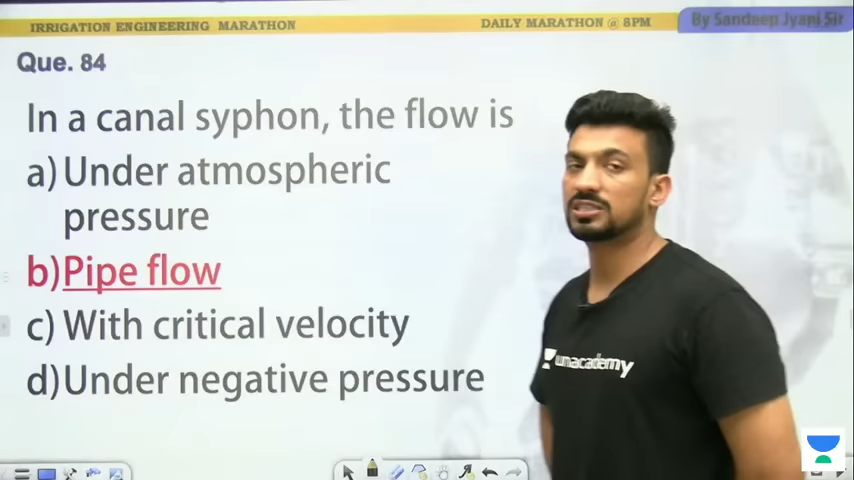 IRRIGATION ENGINEERING MARATHON
DAILY MARATHON @ 8PM
By Sandeep Jyani Sir
Que. 84
In a canal syphon, the flow is
a) Under atmospheric
pressure
b) Pipe flow
c) With critical velocity
d) Under negative pressure
unacademy